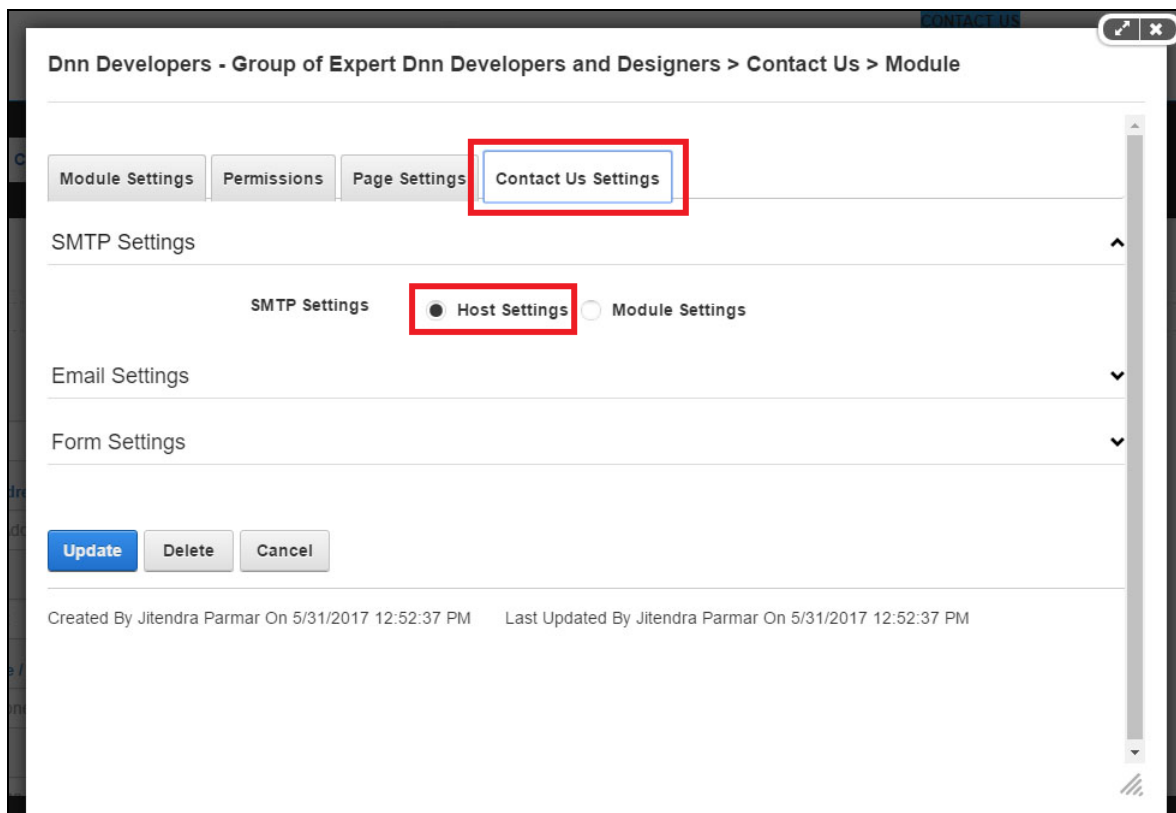 CONTACT US
Dnn Developers - Group of Expert Dnn Developers and Designers > Contact Us > Module
Module Settings Permissions Page Settings Contact Us Settings
SMTP Settings
SMTP Settings Host Settings Module Settings
Email Settings
Form Settings
Update Delete Cancel
Created By Jitendra Parmar On 5/31/2017 12:52:37 PM Last Updated By Jitendra Parmar On 5/31/2017 12:52:37 PM